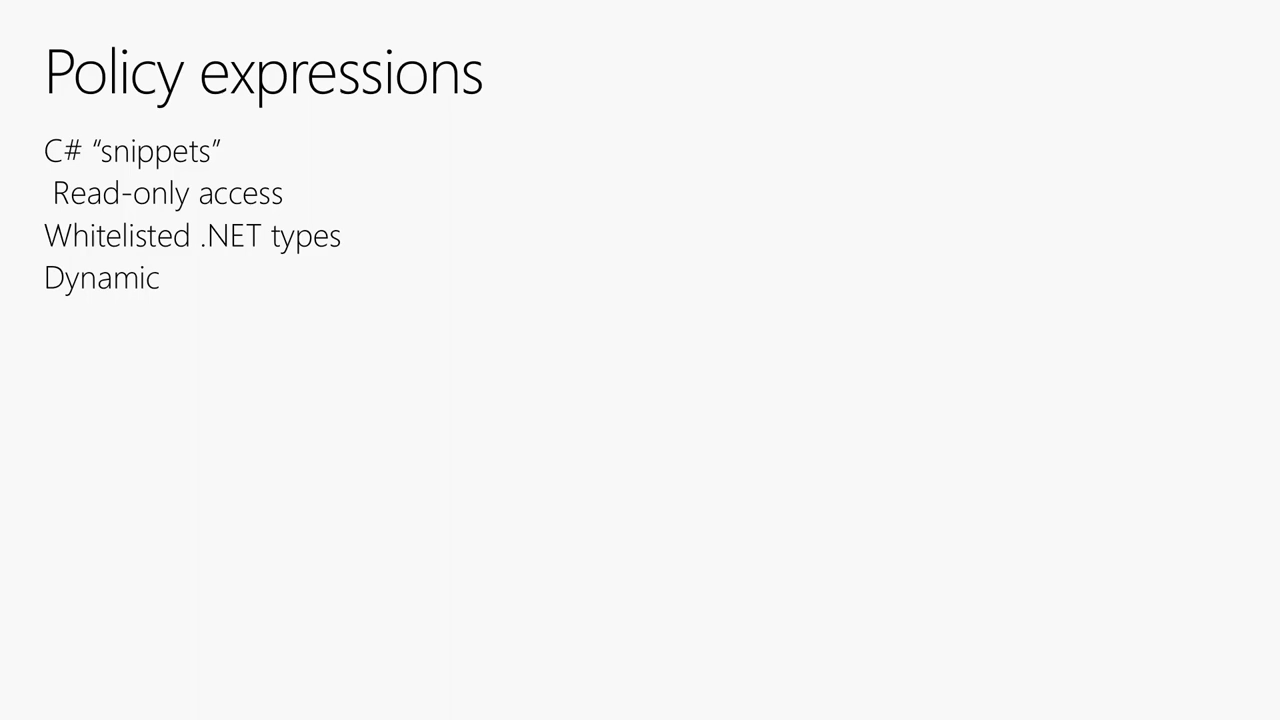 Policy expressions
C# “snippets”
Read-only access
Whitelisted .NET types
Dynamic